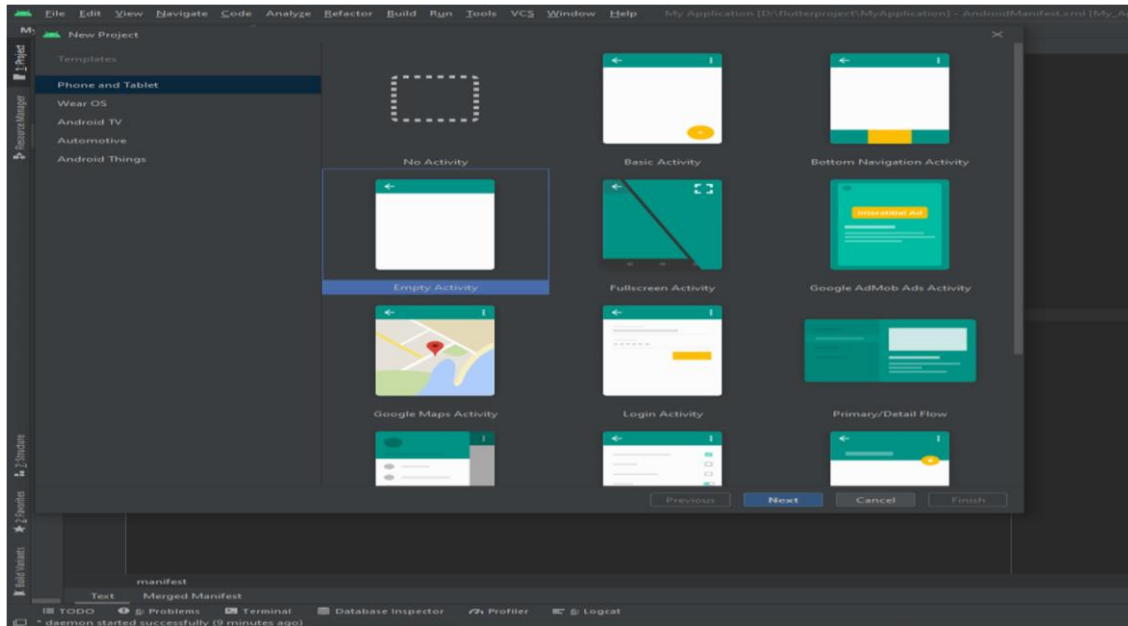 File Edit View Navigate Code Analyze Refactor Build Run Tools VCS Window Help My Application [D:\flutterproject\MyApplication] - AndroidManifest.xml [My_A
New Project
Templates
Phone and Tablet
Wear OS
Android TV
Automotive
Android Things
No Activity
Basic Activity
Bottom Navigation Activity
Interstitial Ad
Empty Activity
Fullscreen Activity
Google AdMob Ads Activity
Google Maps Activity
Login Activity
Primary/Detail Flow
Previous
Next
Cancel
Finish
1: Project
Resource Manager
Z: Structure
2: Favorites
Build Variants
manifest
Text Merged Manifest
TODO 6: Problems Terminal Database Inspector Profiler 6: Logcat
* daemon started successfully (9 minutes ago)